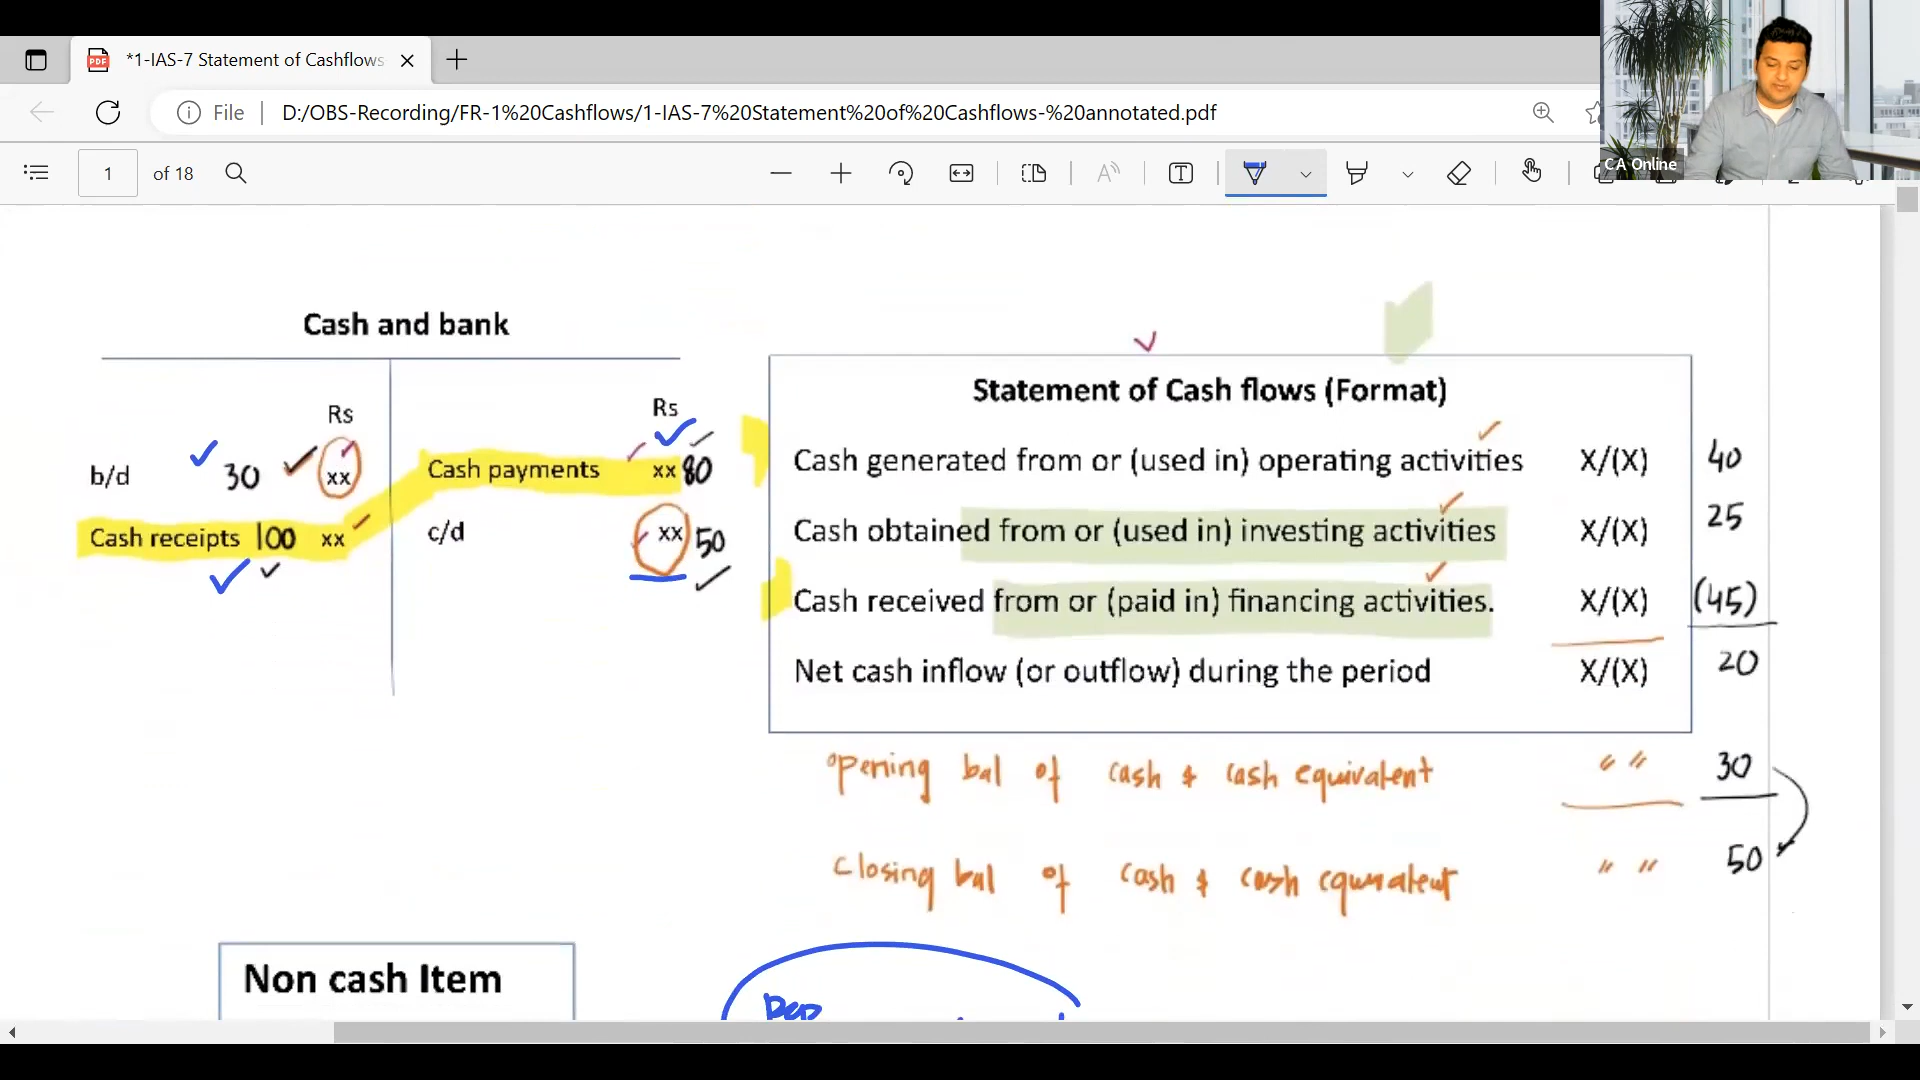 *1-IAS-7 Statement of Cashflows
File D:/OBS-Recording/FR-1%20Cashflows/1-IAS-7%20Statement%20of%20Cashflows-%20annotated.pdf
CA Online
1 of 18
Cash and bank
Rs Rs
b/d 30 xx Cash payments xx 80
Cash receipts 100 xx c/d xx 50
Statement of Cash flows (Format)
Cash generated from or (used in) operating activities X/(X) 40
Cash obtained from or (used in) investing activities X/(X) 25
Cash received from or (paid in) financing activities. X/(X) (45)
Net cash inflow (or outflow) during the period X/(X) 20
opening bal of cash & cash equivalent " " 30
closing bal of cash & cash equivalent " " 50
Non cash Item
Dep